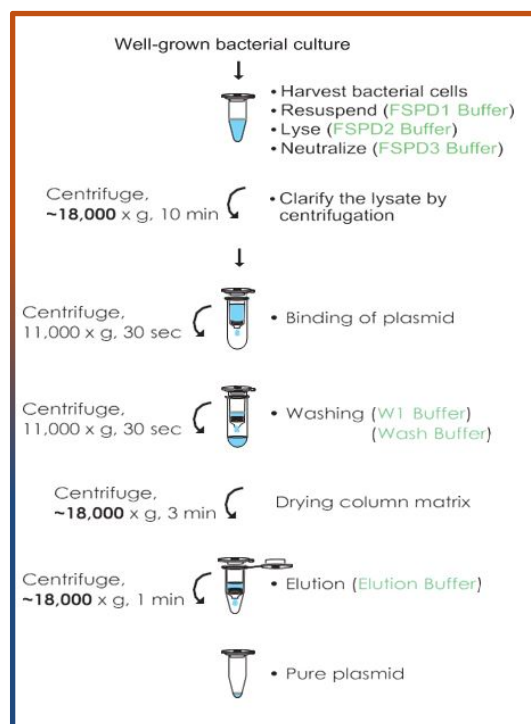 Well-grown bacterial culture
• Harvest bacterial cells
• Resuspend (FSPD1 Buffer)
• Lyse (FSPD2 Buffer)
• Neutralize (FSPD3 Buffer)
Centrifuge,
~18,000 x g, 10 min
• Clarify the lysate by
centrifugation
Centrifuge,
11,000 x g, 30 sec
• Binding of plasmid
Centrifuge,
11,000 x g, 30 sec
• Washing (W1 Buffer)
(Wash Buffer)
Centrifuge,
~18,000 x g, 3 min
Drying column matrix
Centrifuge,
~18,000 x g, 1 min
• Elution (Elution Buffer)
• Pure plasmid